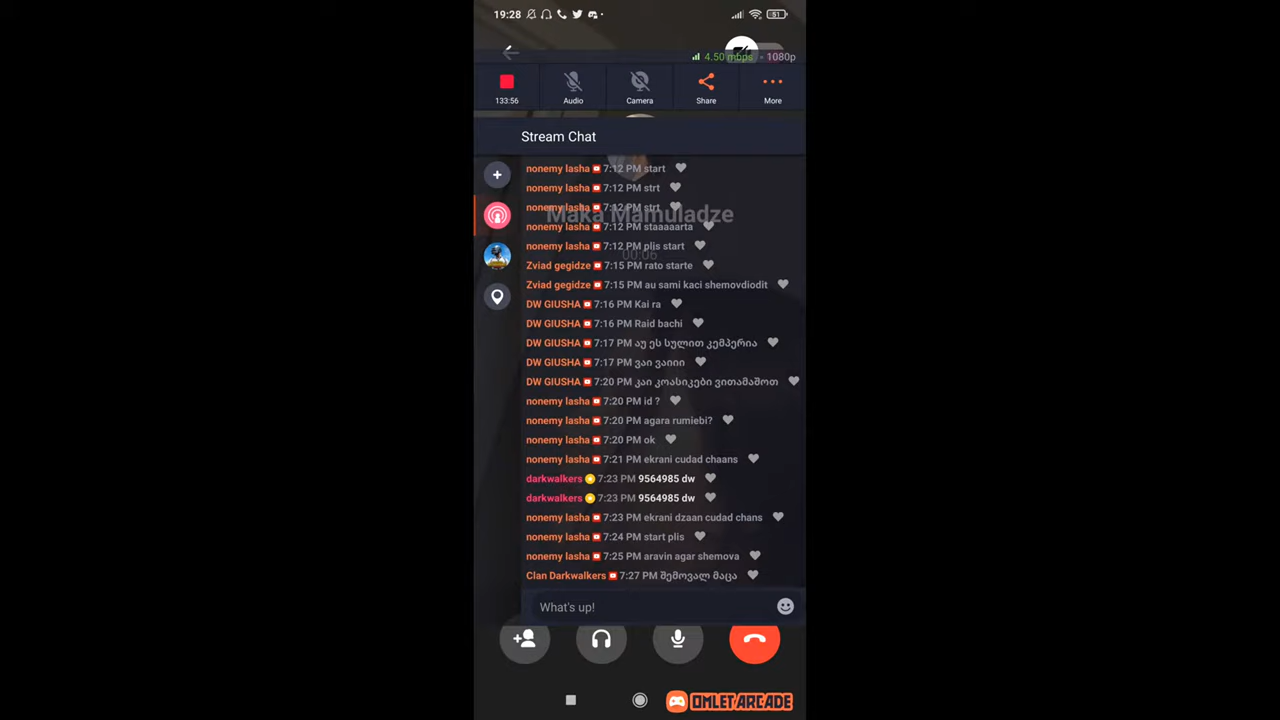 19:28
51
4.50 mbps - 1080p
133:56
Audio
Camera
Share
More
Stream Chat
nonemy lasha 7:12 PM start
nonemy lasha 7:12 PM strt
nonemy lasha 7:12 PM strt
Maka Mamuladze
nonemy lasha 7:12 PM staaaaarta
nonemy lasha 7:12 PM plis start
00:06
Zviad gegidze 7:15 PM rato starte
Zviad gegidze 7:15 PM au sami kaci shemovdiodit
DW GIUSHA 7:16 PM Kai ra
DW GIUSHA 7:16 PM Raid bachi
DW GIUSHA 7:17 PM აუ ეს სულით კემპერია
DW GIUSHA 7:17 PM ვაი ვაიიი
DW GIUSHA 7:20 PM კაი კოასიკები ვითამაშოთ
nonemy lasha 7:20 PM id ?
nonemy lasha 7:20 PM agara rumiebi?
nonemy lasha 7:20 PM ok
nonemy lasha 7:21 PM ekrani cudad chaans
darkwalkers 7:23 PM 9564985 dw
darkwalkers 7:23 PM 9564985 dw
nonemy lasha 7:23 PM ekrani dzaan cudad chans
nonemy lasha 7:24 PM start plis
nonemy lasha 7:25 PM aravin agar shemova
Clan Darkwalkers 7:27 PM შემოვალ მაცა
What's up!
OMLET ARCADE